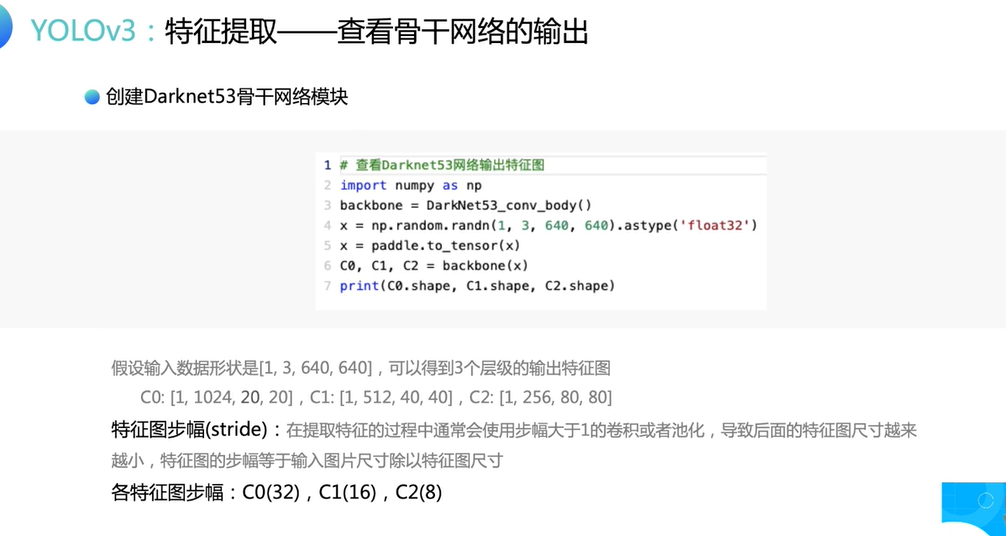 YOLOv3：特征提取——查看骨干网络的输出
创建Darknet53骨干网络模块
1 # 查看Darknet53网络输出特征图
2 import numpy as np
3 backbone = DarkNet53_conv_body()
4 x = np.random.randn(1, 3, 640, 640).astype('float32')
5 x = paddle.to_tensor(x)
6 C0, C1, C2 = backbone(x)
7 print(C0.shape, C1.shape, C2.shape)
假设输入数据形状是[1, 3, 640, 640]，可以得到3个层级的输出特征图
C0: [1, 1024, 20, 20]，C1: [1, 512, 40, 40]，C2: [1, 256, 80, 80]
特征图步幅(stride)：在提取特征的过程中通常会使用步幅大于1的卷积或者池化，导致后面的特征图尺寸越来
越小，特征图的步幅等于输入图片尺寸除以特征图尺寸
各特征图步幅：C0(32)，C1(16)，C2(8)